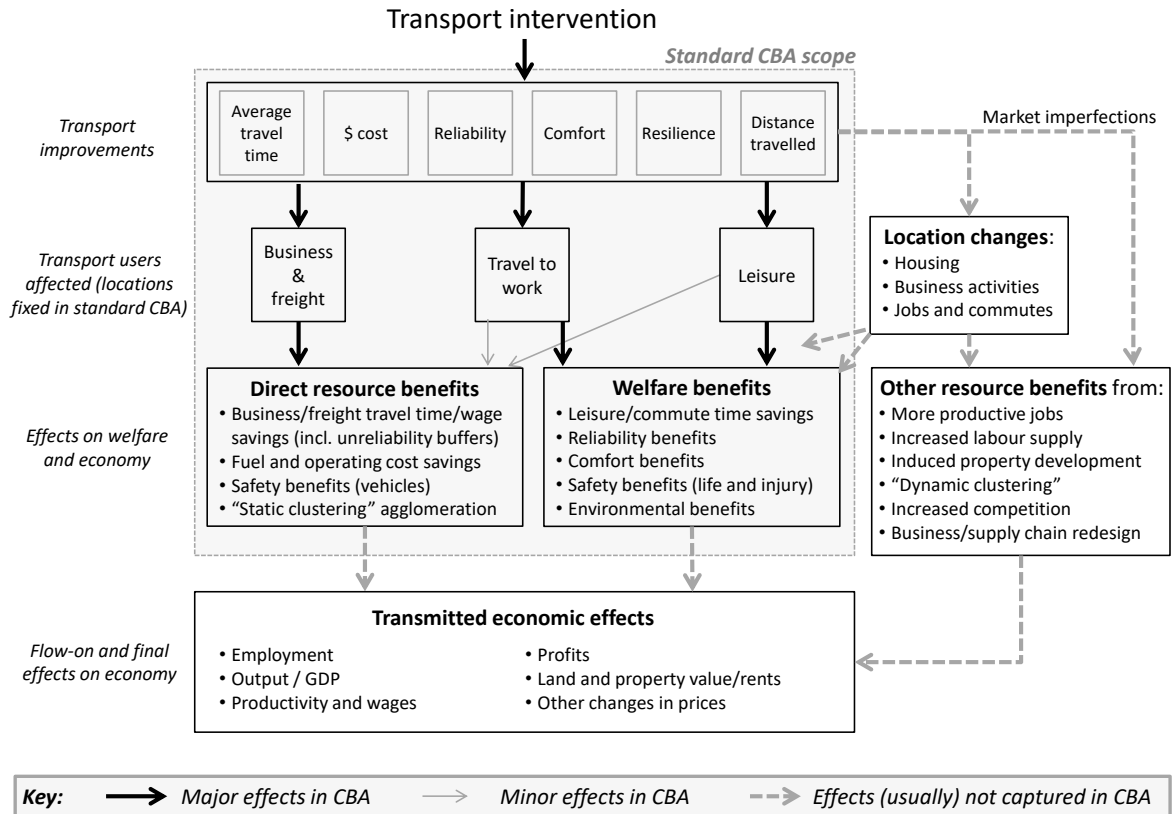 Transport intervention
Standard CBA scope
Transport
improvements
Average
travel
time
$ cost
Reliability
Comfort
Resilience
Distance
travelled
Market imperfections
Transport users
affected (locations
fixed in standard CBA)
Business
&
freight
Travel to
work
Leisure
Location changes:
• Housing
• Business activities
• Jobs and commutes
Effects on welfare
and economy
Direct resource benefits
• Business/freight travel time/wage
savings (incl. unreliability buffers)
• Fuel and operating cost savings
• Safety benefits (vehicles)
• “Static clustering” agglomeration
Welfare benefits
• Leisure/commute time savings
• Reliability benefits
• Comfort benefits
• Safety benefits (life and injury)
• Environmental benefits
Other resource benefits from:
• More productive jobs
• Increased labour supply
• Induced property development
• “Dynamic clustering”
• Increased competition
• Business/supply chain redesign
Flow-on and final
effects on economy
Transmitted economic effects
• Employment
• Output / GDP
• Productivity and wages
• Profits
• Land and property value/rents
• Other changes in prices
Key:
Major effects in CBA
Minor effects in CBA
Effects (usually) not captured in CBA